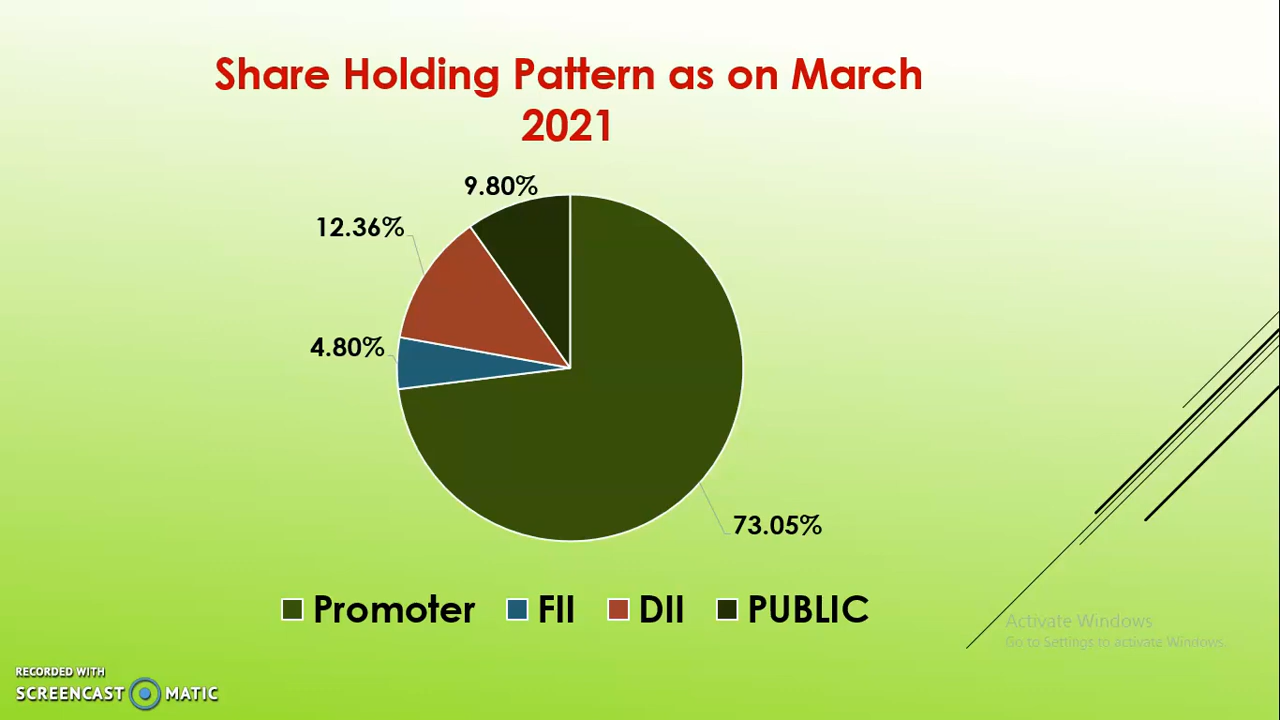 Share Holding Pattern as on March
2021
9.80%
12.36%
4.80%
73.05%
Promoter FII DII PUBLIC
Activate Windows
Go to Settings to activate Windows.
RECORDED WITH
SCREENCAST MATIC